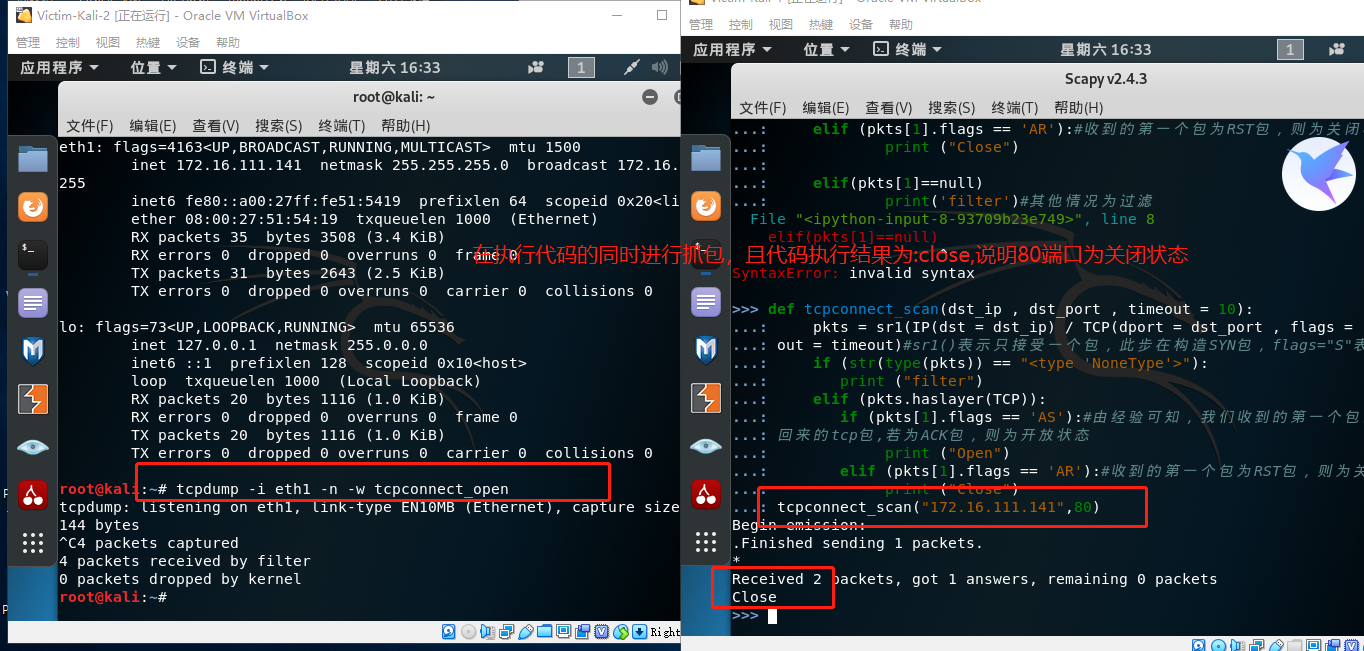 Victim-Kali-2 [正在运行] - Oracle VM VirtualBox
管理 控制 视图 热键 设备 帮助
应用程序 位置 终端 星期六 16:33 1
root@kali: ~
文件(F) 编辑(E) 查看(V) 搜索(S) 终端(T) 帮助(H)
eth1: flags=4163<UP,BROADCAST,RUNNING,MULTICAST> mtu 1500
inet 172.16.111.141 netmask 255.255.255.0 broadcast 172.16.
255
inet6 fe80::a00:27ff:fe51:5419 prefixlen 64 scopeid 0x20<li
ether 08:00:27:51:54:19 txqueuelen 1000 (Ethernet)
RX packets 35 bytes 3508 (3.4 KiB)
RX errors 0 dropped 0 overruns 0 frame 0
TX packets 31 bytes 2643 (2.5 KiB)
TX errors 0 dropped 0 overruns 0 carrier 0 collisions 0
lo: flags=73<UP,LOOPBACK,RUNNING> mtu 65536
inet 127.0.0.1 netmask 255.0.0.0
inet6 ::1 prefixlen 128 scopeid 0x10<host>
loop txqueuelen 1000 (Local Loopback)
RX packets 20 bytes 1116 (1.0 KiB)
RX errors 0 dropped 0 overruns 0 frame 0
TX packets 20 bytes 1116 (1.0 KiB)
TX errors 0 dropped 0 overruns 0 carrier 0 collisions 0
root@kali:~# tcpdump -i eth1 -n -w tcpconnect_open
tcpdump: listening on eth1, link-type EN10MB (Ethernet), capture size
144 bytes
^C4 packets captured
4 packets received by filter
0 packets dropped by kernel
root@kali:~#
Right
在执行代码的同时进行抓包，且代码执行结果为:close,说明80端口为关闭状态
管理 控制 视图 热键 设备 帮助
应用程序 位置 终端 星期六 16:33 1
Scapy v2.4.3
文件(F) 编辑(E) 查看(V) 搜索(S) 终端(T) 帮助(H)
...: elif (pkts[1].flags == 'AR'):#收到的第一个包为RST包，则为关闭
...: print ("Close")
...:
...: elif(pkts[1]==null)
...: print('filter')#其他情况为过滤
File "<ipython-input-8-93709b23e749>", line 8
elif(pkts[1]==null)
^
SyntaxError: invalid syntax
>>> def tcpconnect_scan(dst_ip , dst_port , timeout = 10):
...: pkts = sr1(IP(dst = dst_ip) / TCP(dport = dst_port , flags =
...: out = timeout)#sr1()表示只接受一个包，此步在构造SYN包，flags="S"表
...: if (str(type(pkts)) == "<type 'NoneType'>"):
...: print ("filter")
...: elif (pkts.haslayer(TCP)):
...: if (pkts[1].flags == 'AS'):#由经验可知，我们收到的第一个包
...: 回来的tcp包,若为ACK包，则为开放状态
...: print ("Open")
...: elif (pkts[1].flags == 'AR'):#收到的第一个包为RST包，则为关
...: print ("Close")
...: tcpconnect_scan("172.16.111.141",80)
Begin emission:
.Finished sending 1 packets.
*
Received 2 packets, got 1 answers, remaining 0 packets
Close
>>>